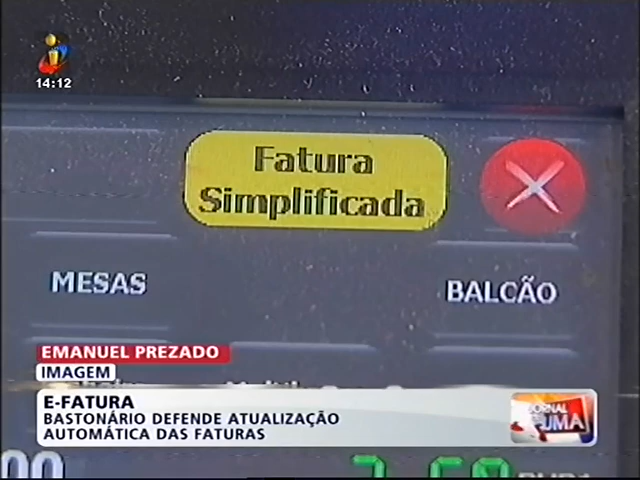 14:12
Fatura
Simplificada
MESAS
BALCÃO
EMANUEL PREZADO
IMAGEM
E-FATURA
BASTONÁRIO DEFENDE ATUALIZAÇÃO
AUTOMÁTICA DAS FATURAS
JORNAL
UMA